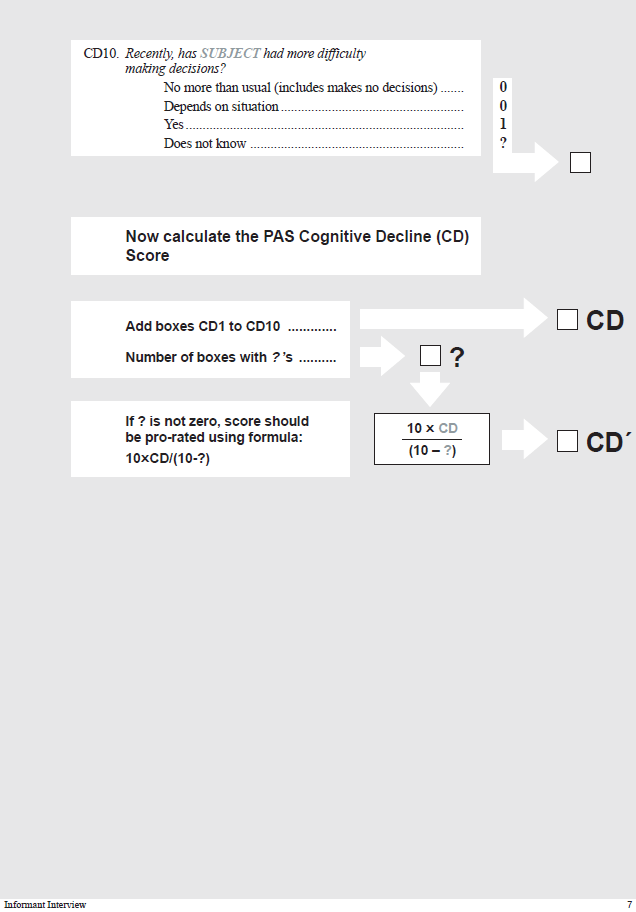 CD10. Recently, has SUBJECT had more difficulty
making decisions?
No more than usual (includes makes no decisions) ....... 0
Depends on situation ....................................................... 0
Yes ................................................................................... 1
Does not know ................................................................ ?
Now calculate the PAS Cognitive Decline (CD)
Score
Add boxes CD1 to CD10 .............
CD
Number of boxes with ?'s ..........
?
If ? is not zero, score should
be pro-rated using formula:
10×CD/(10-?)
10 × CD
(10 – ?)
CD´
Informant Interview 7